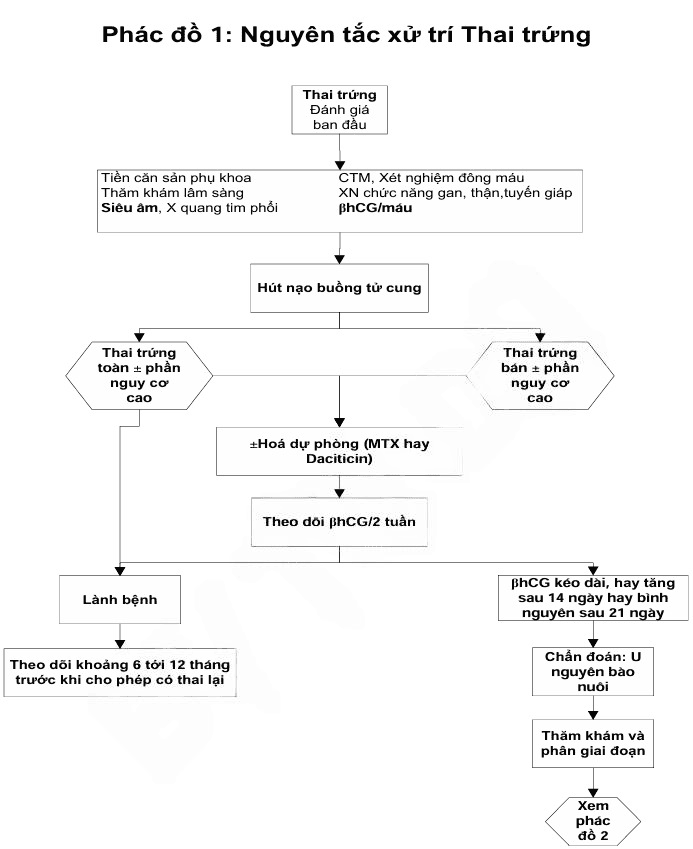 Phác đồ 1: Nguyên tắc xử trí Thai trứng
Thai trứng
Đánh giá
ban đầu
Tiền căn sản phụ khoa
Thăm khám lâm sàng
Siêu âm, X quang tim phổi
CTM, Xét nghiệm đông máu
XN chức năng gan, thận,tuyến giáp
βhCG/máu
Hút nạo buồng tử cung
Thai trứng
toàn ± phần
nguy cơ
cao
Thai trứng
bán ± phần
nguy cơ
cao
±Hoá dự phòng (MTX hay
Daciticin)
Theo dõi βhCG/2 tuần
Lành bệnh
βhCG kéo dài, hay tăng
sau 14 ngày hay bình
nguyên sau 21 ngày
Theo dõi khoảng 6 tới 12 tháng
trước khi cho phép có thai lại
Chẩn đoán: U
nguyên bào
nuôi
Thăm khám và
phân giai đoạn
Xem
phác
đồ 2